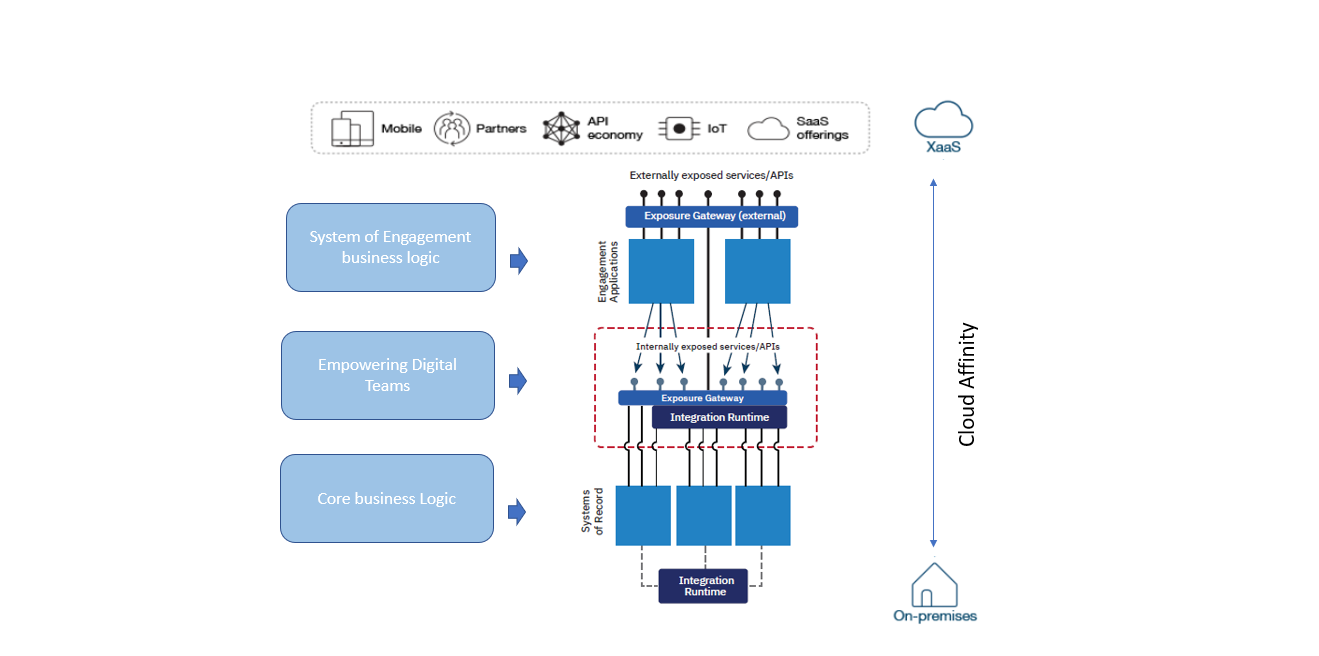 Mobile
Partners
API
economy
IoT
SaaS
offerings
XaaS
Externally exposed services/APIs
Exposure Gateway (external)
System of Engagement
business logic
Engagement
Applications
Internally exposed services/APIs
Empowering Digital
Teams
Exposure Gateway
Integration Runtime
Cloud Affinity
Core business Logic
Systems
of Record
Integration
Runtime
On-premises